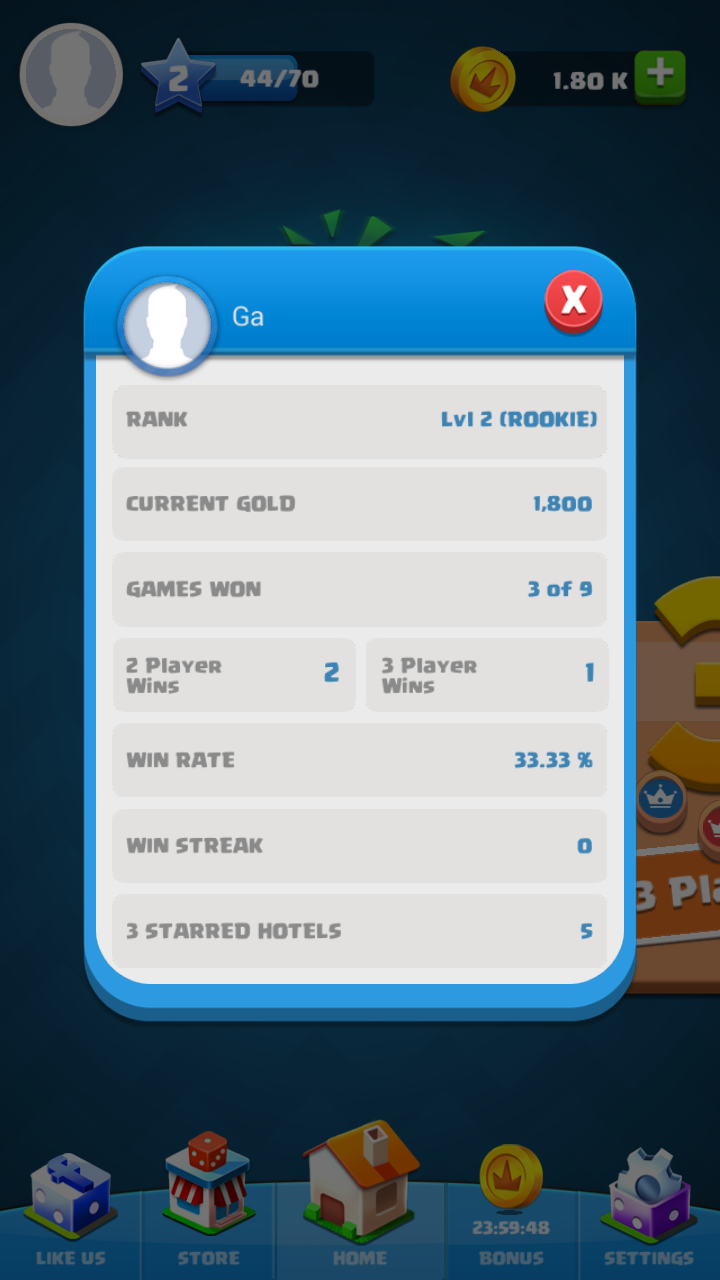 2
44/70
1.80 K
Ga
X
RANK
Lvl 2 (ROOKIE)
CURRENT GOLD
1,800
GAMES WON
3 of 9
2 Player
Wins
2
3 Player
Wins
1
WIN RATE
33.33 %
WIN STREAK
0
3 STARRED HOTELS
5
3 Pla
23:59:48
LIKE US
STORE
HOME
BONUS
SETTINGS